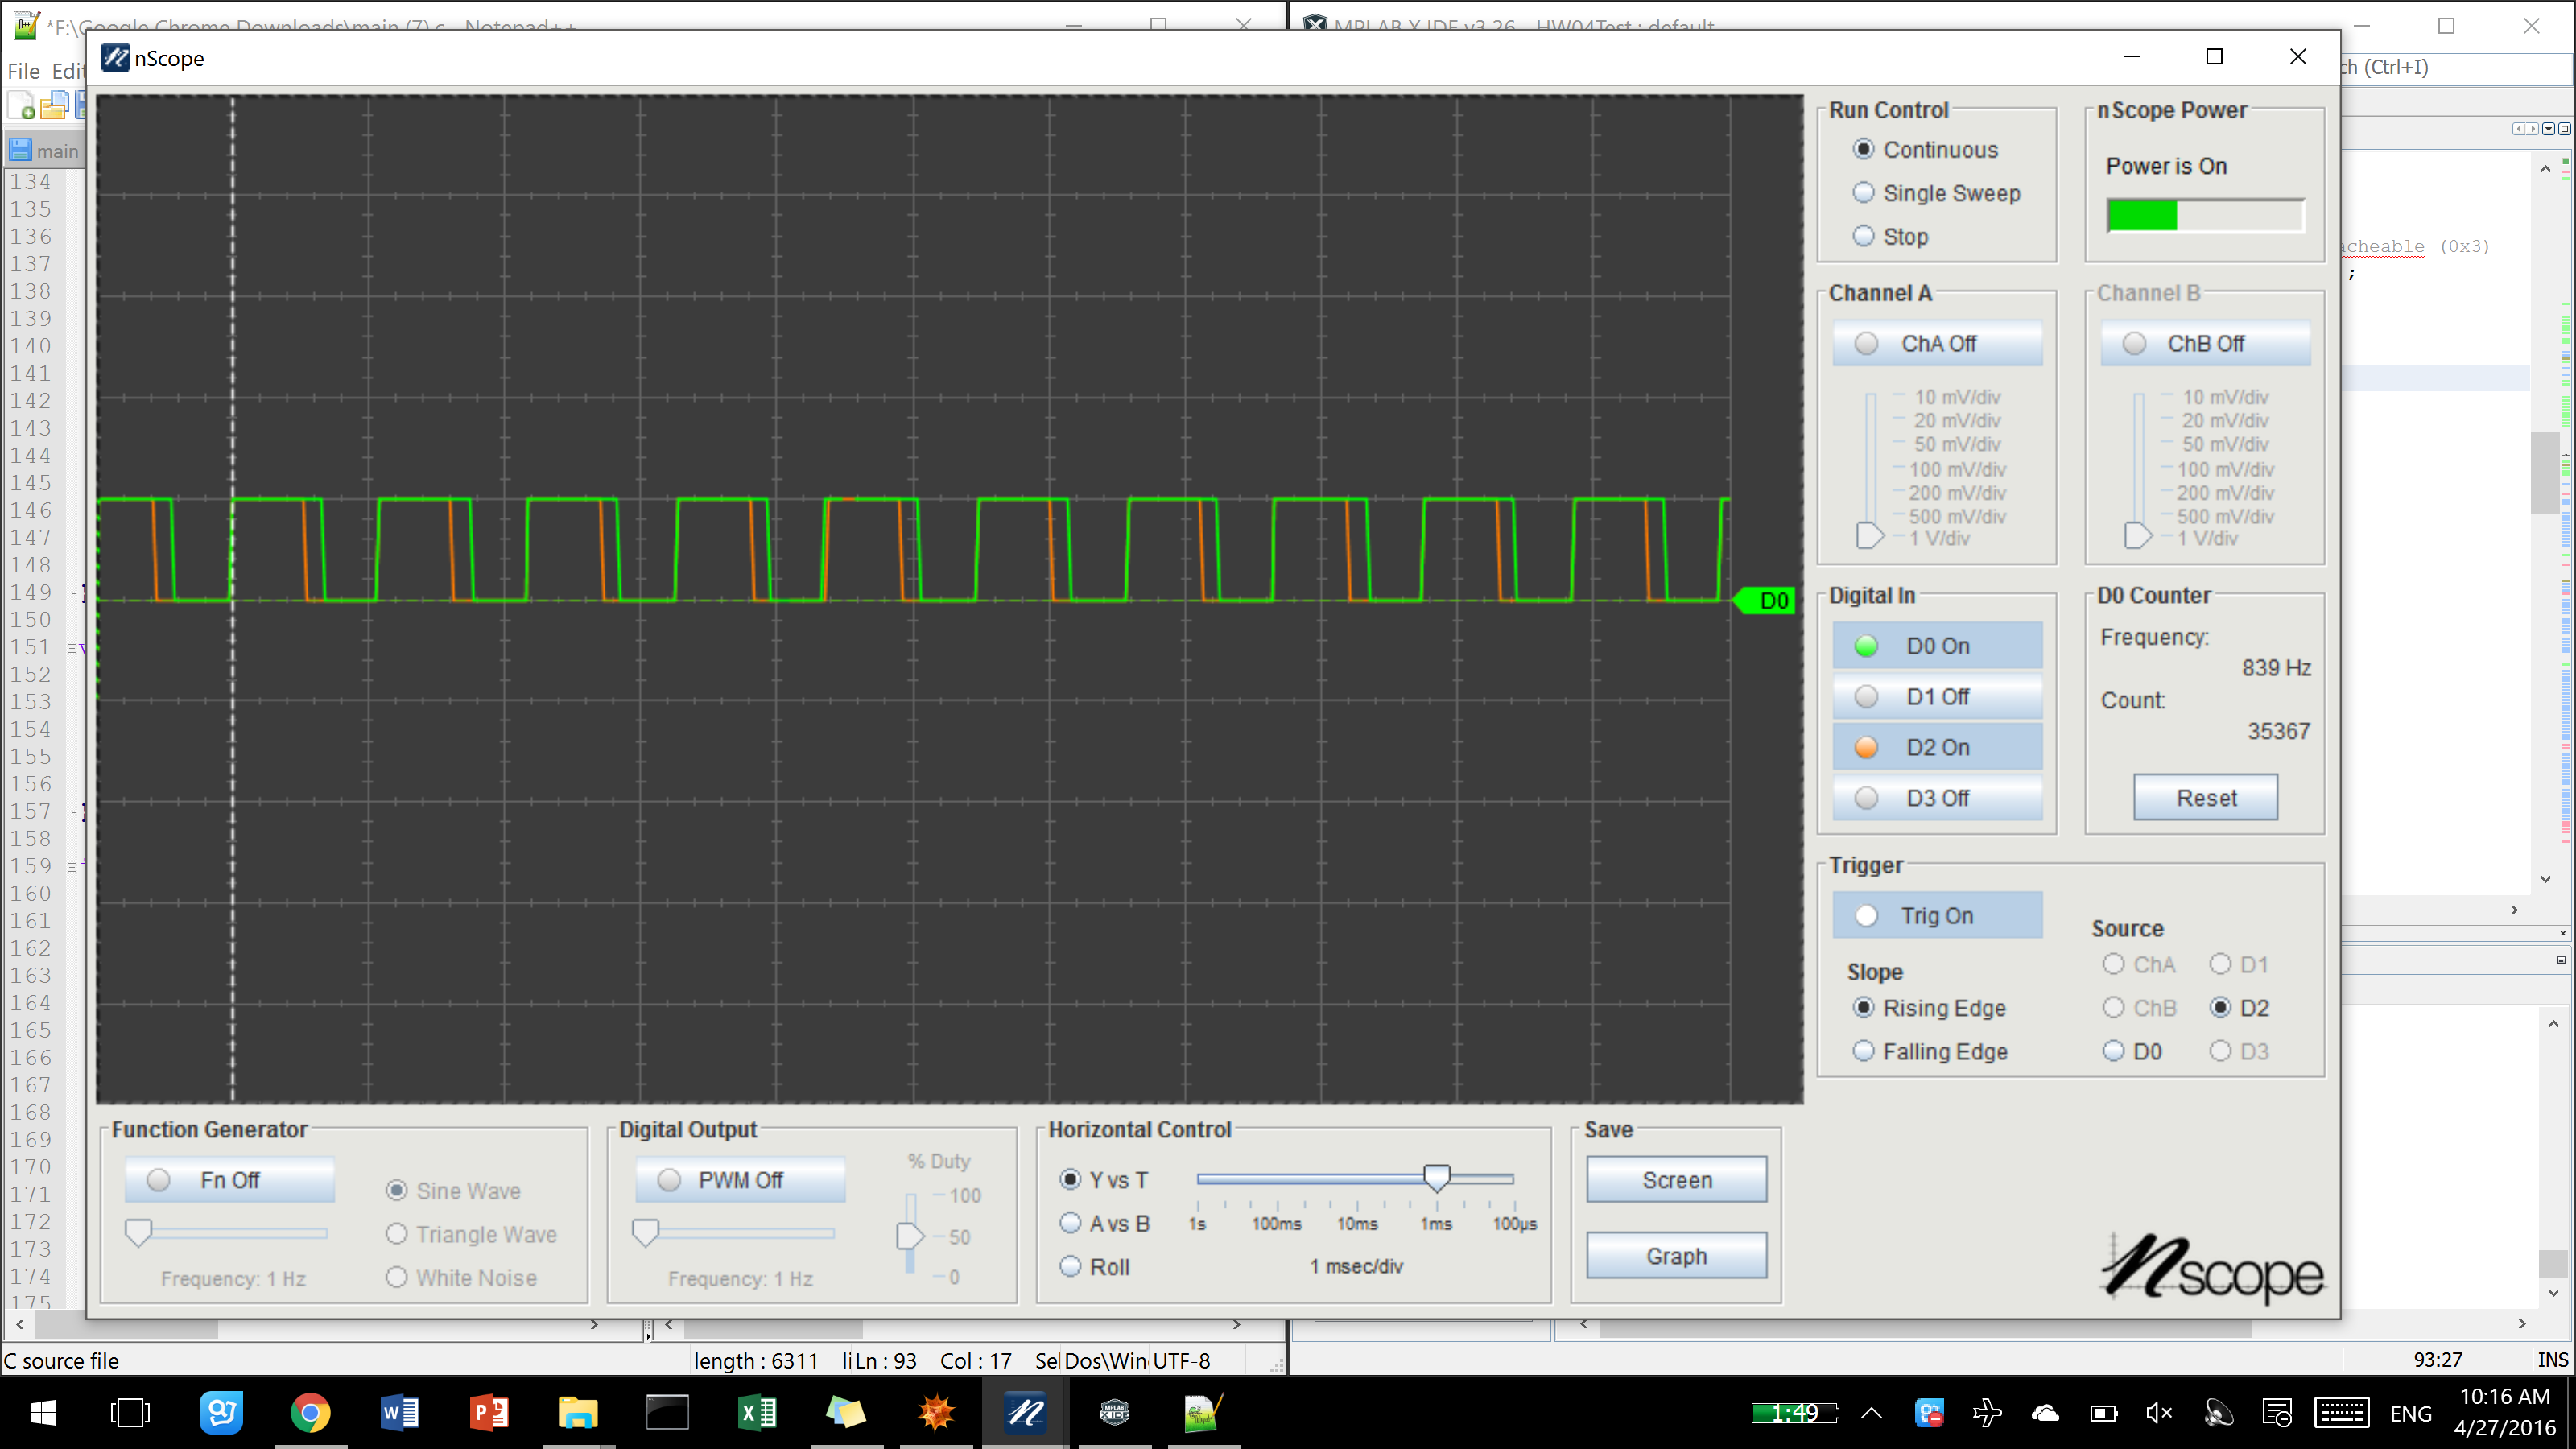 *F:\Google Chrome Downloads\main (7).c - Notepad++
MPLAB X IDE v3.26 - HW04Test : default
nScope
File Edit
ch (Ctrl+I)
main
134
135
136
137
138
139
140
141
142
143
144
145
146
147
148
149
150
151
152
153
154
155
156
157
158
159
160
161
162
163
164
165
166
167
168
169
170
171
172
173
174
175
acheable (0x3)
;
D0
Run Control
Continuous
Single Sweep
Stop
nScope Power
Power is On
Channel A
ChA Off
10 mV/div
20 mV/div
50 mV/div
100 mV/div
200 mV/div
500 mV/div
1 V/div
Channel B
ChB Off
10 mV/div
20 mV/div
50 mV/div
100 mV/div
200 mV/div
500 mV/div
1 V/div
Digital In
D0 On
D1 Off
D2 On
D3 Off
D0 Counter
Frequency:
839 Hz
Count:
35367
Reset
Trigger
Trig On
Slope
Rising Edge
Falling Edge
Source
ChA D1
ChB D2
D0 D3
Function Generator
Fn Off
Sine Wave
Triangle Wave
White Noise
Frequency: 1 Hz
Digital Output
PWM Off
% Duty
100
50
0
Frequency: 1 Hz
Horizontal Control
Y vs T
A vs B
Roll
1s 100ms 10ms 1ms 100µs
1 msec/div
Save
Screen
Graph
nscope
C source file
length : 6311 li Ln : 93 Col : 17 Sel Dos\Win UTF-8
93:27 INS
1:49
ENG
10:16 AM
4/27/2016